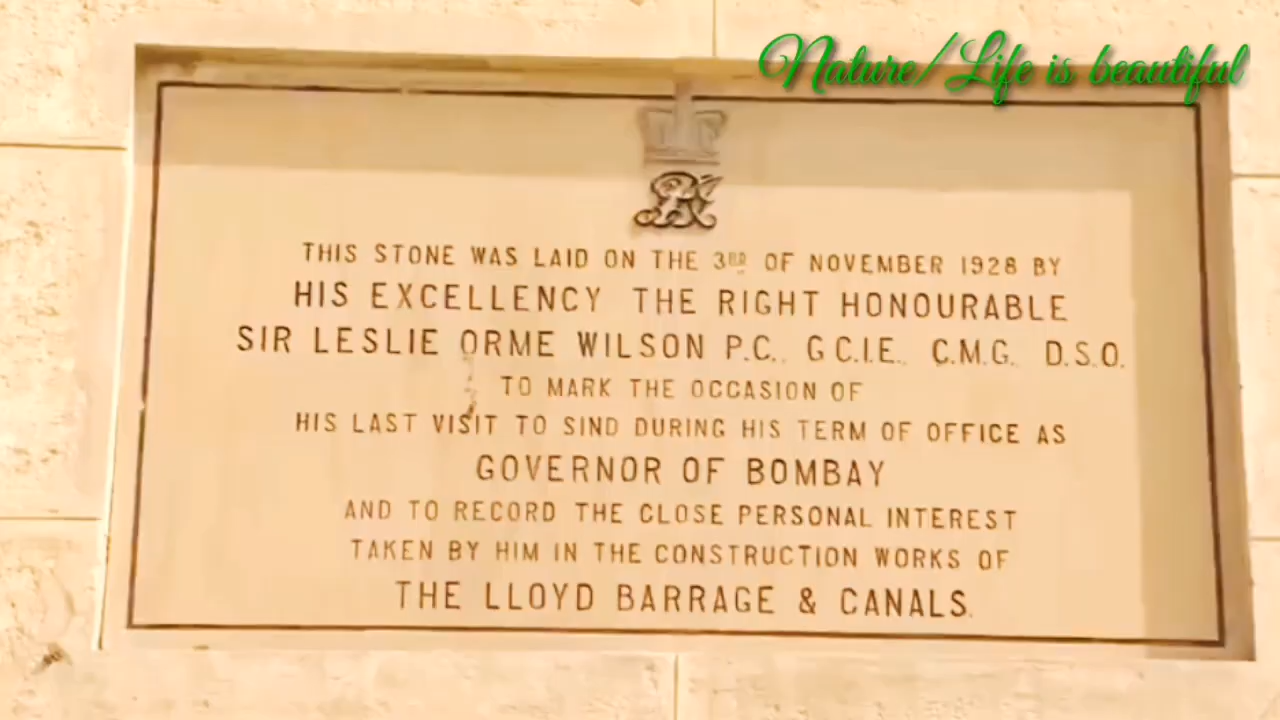 Nature/Life is beautiful
THIS STONE WAS LAID ON THE 3RD OF NOVEMBER 1928 BY
HIS EXCELLENCY THE RIGHT HONOURABLE
SIR LESLIE ORME WILSON P.C., G.C.I.E., C.M.G., D.S.O.
TO MARK THE OCCASION OF
HIS LAST VISIT TO SIND DURING HIS TERM OF OFFICE AS
GOVERNOR OF BOMBAY
AND TO RECORD THE CLOSE PERSONAL INTEREST
TAKEN BY HIM IN THE CONSTRUCTION WORKS OF
THE LLOYD BARRAGE & CANALS.